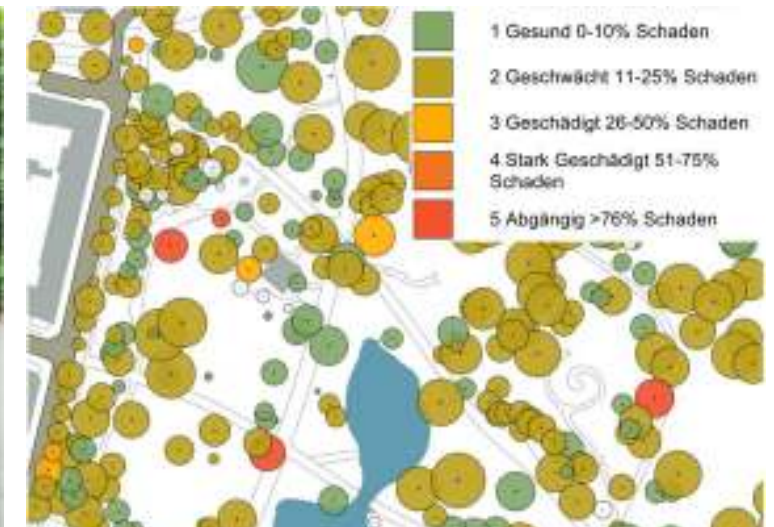 1 Gesund 0-10% Schaden
2 Geschwächt 11-25% Schaden
3 Geschädigt 26-50% Schaden
4 Stark Geschädigt 51-75%
Schaden
5 Abgängig >76% Schaden